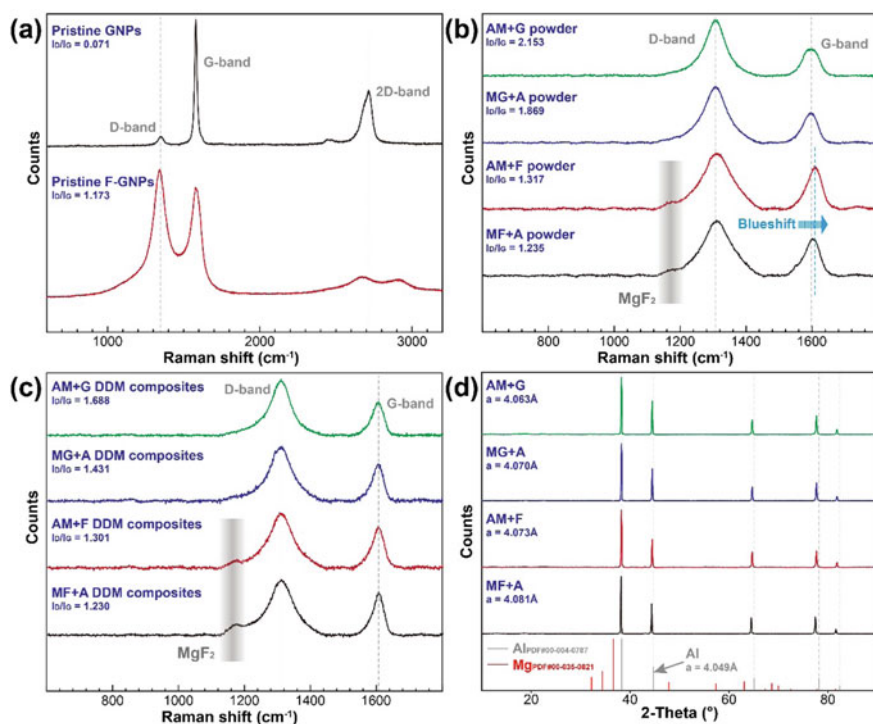 (a)
Pristine GNPs
ID/IG = 0.071
G-band
2D-band
D-band
Pristine F-GNPs
ID/IG = 1.173
Counts
1000 2000 3000
Raman shift (cm⁻¹)
(b)
AM+G powder
ID/IG = 2.153
D-band
G-band
MG+A powder
ID/IG = 1.869
AM+F powder
ID/IG = 1.317
Blueshift
MF+A powder
ID/IG = 1.235
MgF₂
Counts
800 1000 1200 1400 1600
Raman shift (cm⁻¹)
(c)
AM+G DDM composites
ID/IG = 1.688
D-band
G-band
MG+A DDM composites
ID/IG = 1.431
AM+F DDM composites
ID/IG = 1.301
MF+A DDM composites
ID/IG = 1.230
MgF₂
Counts
800 1000 1200 1400 1600
Raman shift (cm⁻¹)
(d)
AM+G
a = 4.063Å
MG+A
a = 4.070Å
AM+F
a = 4.073Å
MF+A
a = 4.081Å
Al PDF#00-004-0787
Mg PDF#00-035-0821
Al
a = 4.049Å
Counts
20 40 60 80
2-Theta (°)